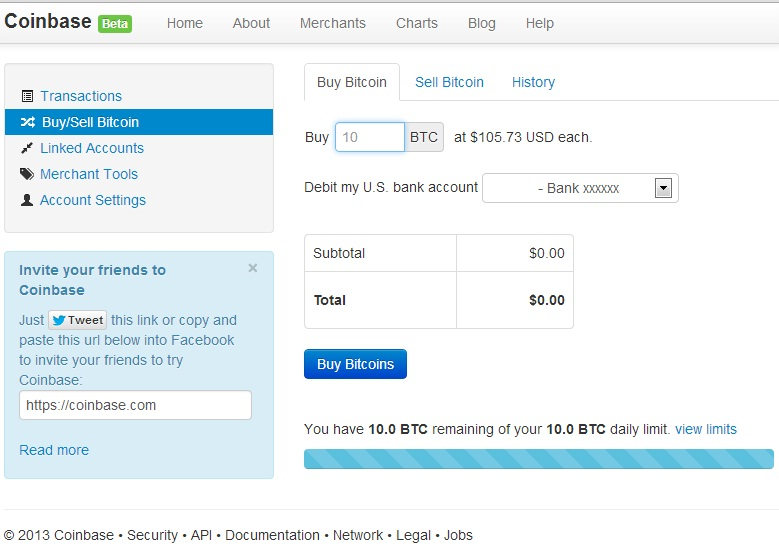 Coinbase Beta Home About Merchants Charts Blog Help
Transactions
Buy/Sell Bitcoin
Linked Accounts
Merchant Tools
Account Settings
Invite your friends to ×
Coinbase
Just Tweet this link or copy and
paste this url below into Facebook
to invite your friends to try
Coinbase:
https://coinbase.com
Read more
Buy Bitcoin Sell Bitcoin History
Buy 10 BTC at $105.73 USD each.
Debit my U.S. bank account - Bank xxxxxx
Subtotal $0.00
Total $0.00
Buy Bitcoins
You have 10.0 BTC remaining of your 10.0 BTC daily limit. view limits
© 2013 Coinbase • Security • API • Documentation • Network • Legal • Jobs